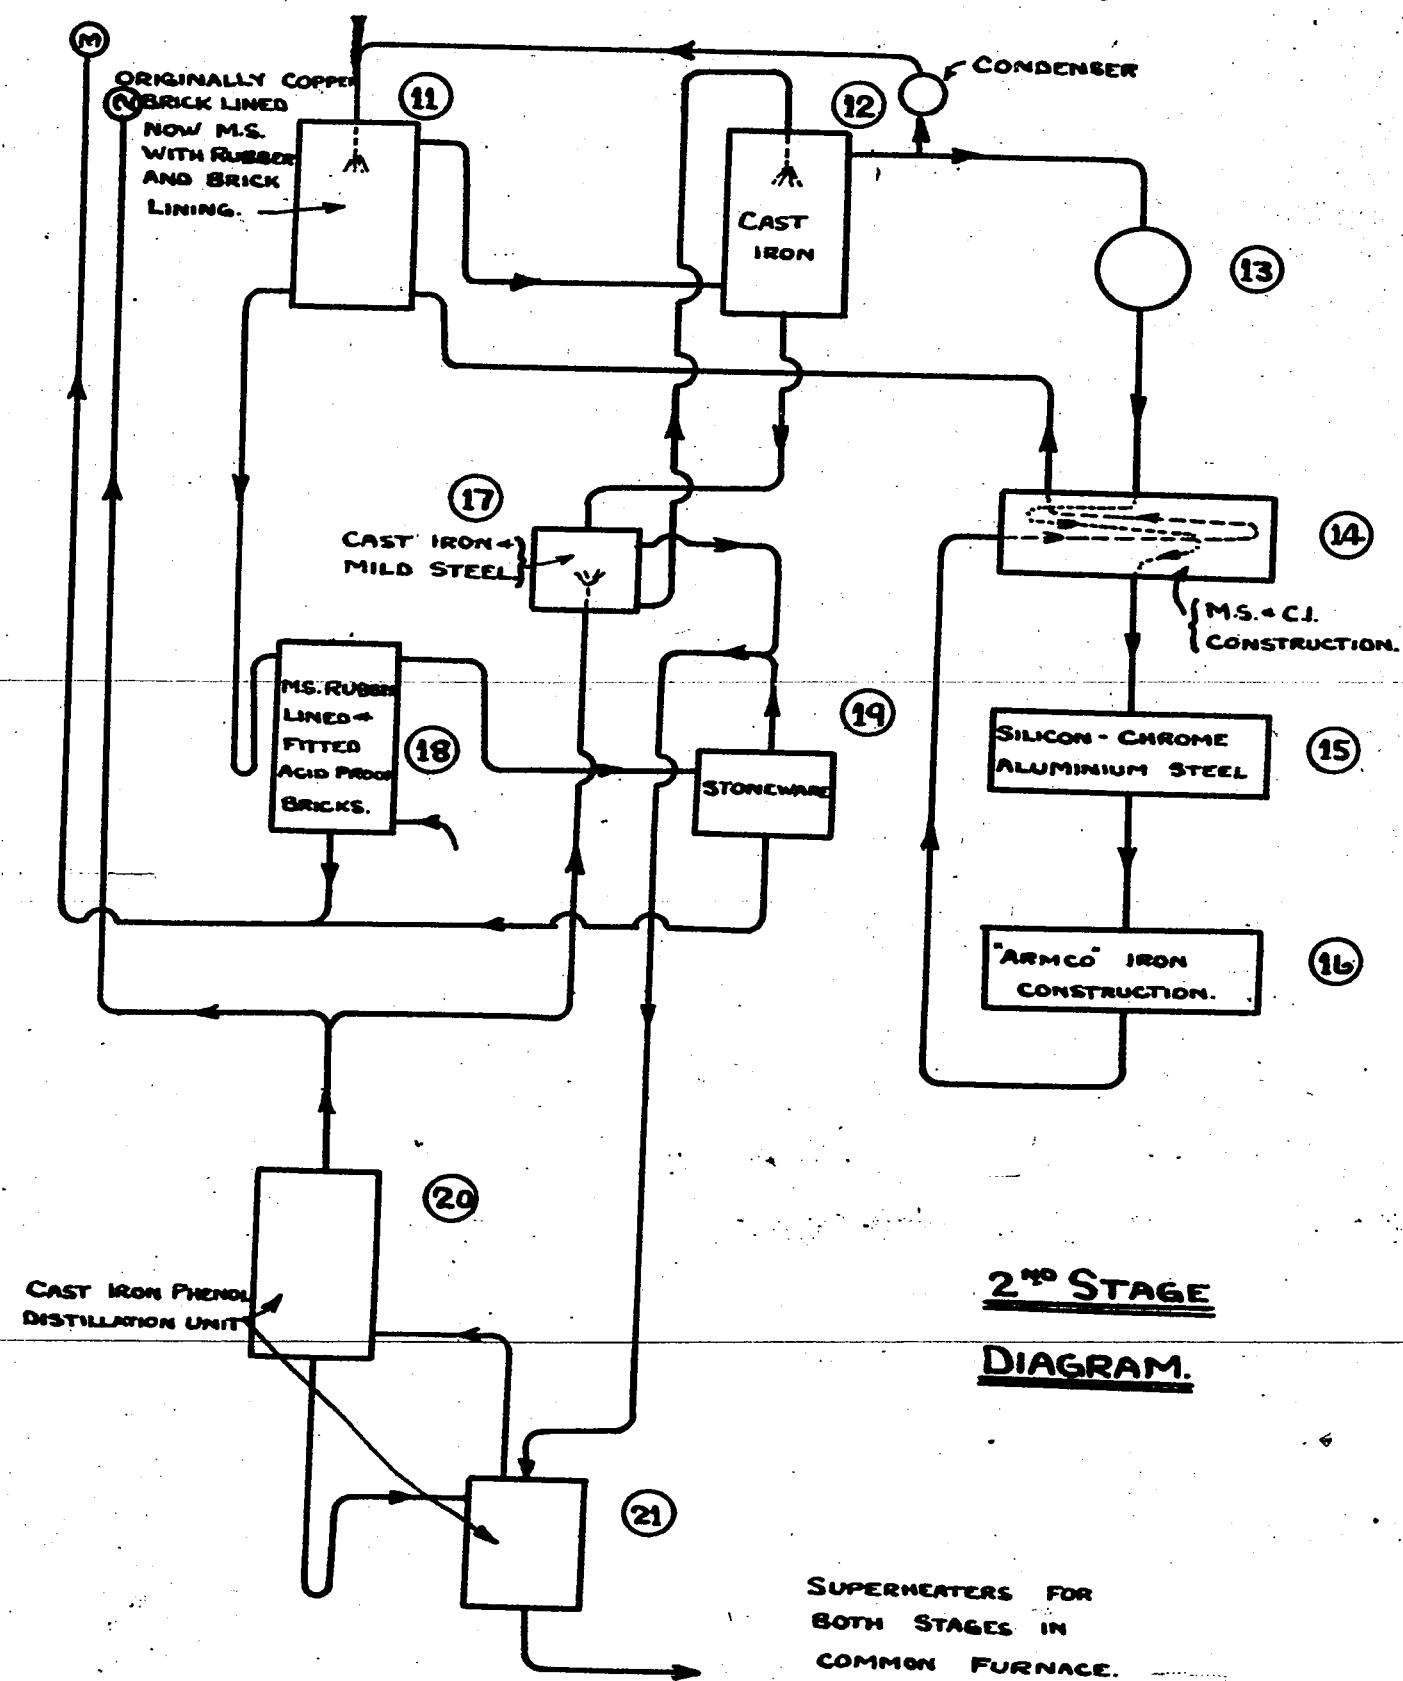 M
ORIGINALLY COPPER
BRICK LINED
NOW M.S.
WITH RUBBER
AND BRICK
LINING.
11
12
CONDENSER
CAST
IRON
13
17
CAST IRON +
MILD STEEL
14
M.S. + C.I.
CONSTRUCTION.
M.S. RUBBER
LINED +
FITTED
ACID PROOF
BRICKS.
18
19
STONEWARE
SILICON - CHROME
ALUMINIUM STEEL
15
"ARMCO" IRON
CONSTRUCTION.
16
20
CAST IRON PHENOL
DISTILLATION UNIT
2ND STAGE
DIAGRAM.
21
SUPERHEATERS FOR
BOTH STAGES IN
COMMON FURNACE.